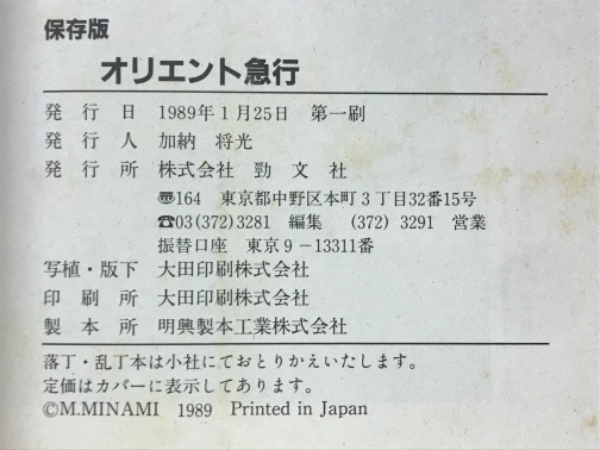 保存版
オリエント急行
発行日 1989年1月25日 第一刷
発行人 加納 将光
発行所 株式会社 勁文社
〠164 東京都中野区本町3丁目32番15号
☎03(372)3281 編集 (372) 3291 営業
振替口座 東京9－13311番
写植・版下 大田印刷株式会社
印刷所 大田印刷株式会社
製本所 明興製本工業株式会社
落丁・乱丁本は小社にておとりかえいたします。
定価はカバーに表示してあります。
©M.MINAMI 1989 Printed in Japan